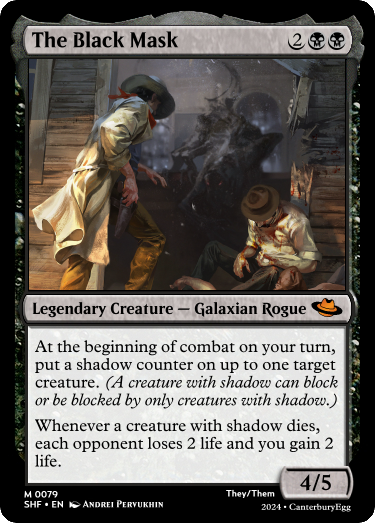 The Black Mask 2
Legendary Creature — Galaxian Rogue
At the beginning of combat on your turn,
put a shadow counter on up to one target
creature. (A creature with shadow can block
or be blocked by only creatures with shadow.)
Whenever a creature with shadow dies,
each opponent loses 2 life and you gain 2
life.
4/5
M 0079
SHF • EN Andrei Pervukhin
They/Them
2024 • CanterburyEgg